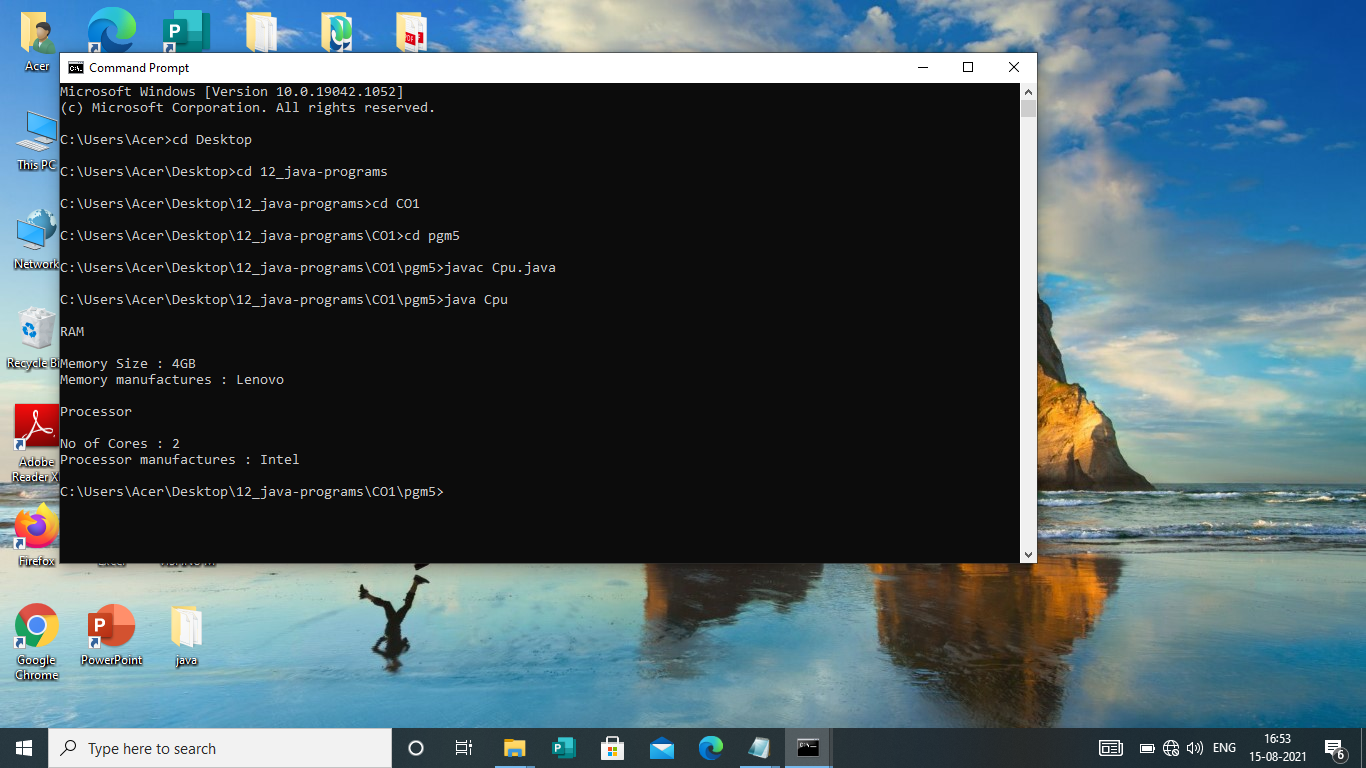 Acer
Command Prompt
Microsoft Windows [Version 10.0.19042.1052]
(c) Microsoft Corporation. All rights reserved.
C:\Users\Acer>cd Desktop
C:\Users\Acer\Desktop>cd 12_java-programs
C:\Users\Acer\Desktop\12_java-programs>cd CO1
C:\Users\Acer\Desktop\12_java-programs\CO1>cd pgm5
C:\Users\Acer\Desktop\12_java-programs\CO1\pgm5>javac Cpu.java
C:\Users\Acer\Desktop\12_java-programs\CO1\pgm5>java Cpu
RAM
Memory Size : 4GB
Memory manufactures : Lenovo
Processor
No of Cores : 2
Processor manufactures : Intel
C:\Users\Acer\Desktop\12_java-programs\CO1\pgm5>
This PC
Network
Recycle B
Adobe
Reader X
Firefox
Google
Chrome
PowerPoint
java
Type here to search
ENG
16:53
15-08-2021
6